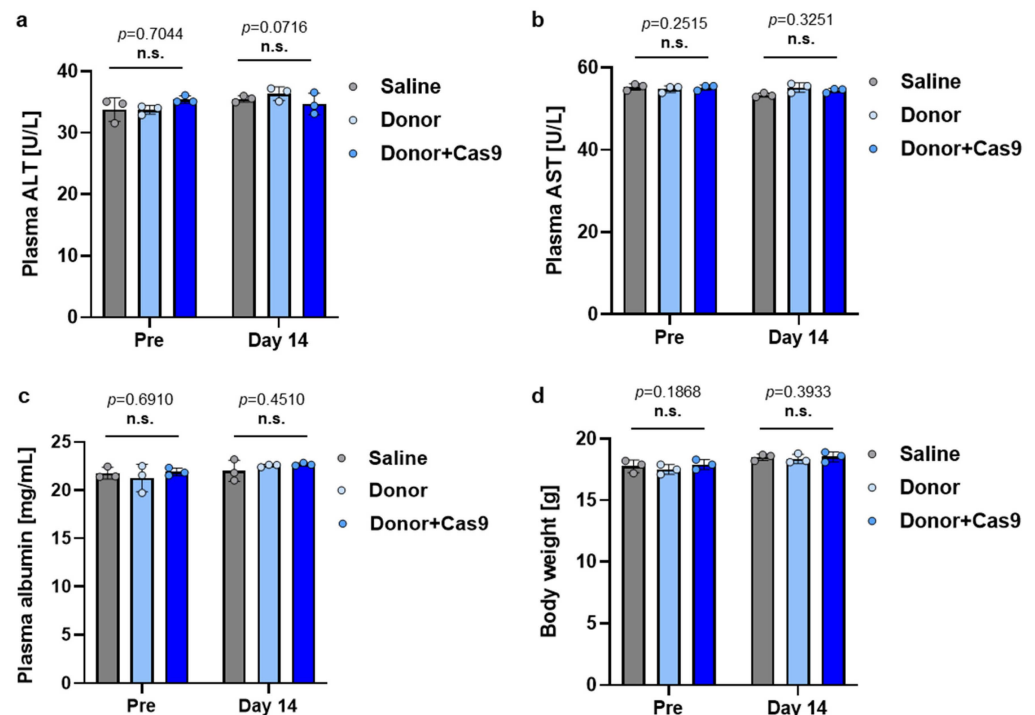 a
p=0.7044
n.s.
p=0.0716
n.s.
Plasma ALT [U/L]
40
30
20
10
0
Pre
Day 14
Saline
Donor
Donor+Cas9
b
p=0.2515
n.s.
p=0.3251
n.s.
Plasma AST [U/L]
60
40
20
0
Pre
Day 14
Saline
Donor
Donor+Cas9
c
p=0.6910
n.s.
p=0.4510
n.s.
Plasma albumin [mg/mL]
25
20
15
10
5
0
Pre
Day 14
Saline
Donor
Donor+Cas9
d
p=0.1868
n.s.
p=0.3933
n.s.
Body weight [g]
20
15
10
5
0
Pre
Day 14
Saline
Donor
Donor+Cas9